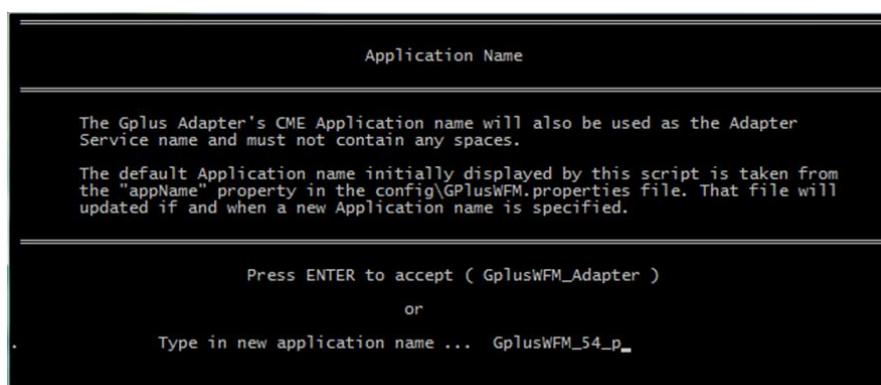 Application Name
The Gplus Adapter's CME Application name will also be used as the Adapter
Service name and must not contain any spaces.
The default Application name initially displayed by this script is taken from
the "appName" property in the config\GPlusWFM.properties file. That file will
updated if and when a new Application name is specified.
Press ENTER to accept ( GplusWFM_Adapter )
or
. Type in new application name ... GplusWFM_54_p_